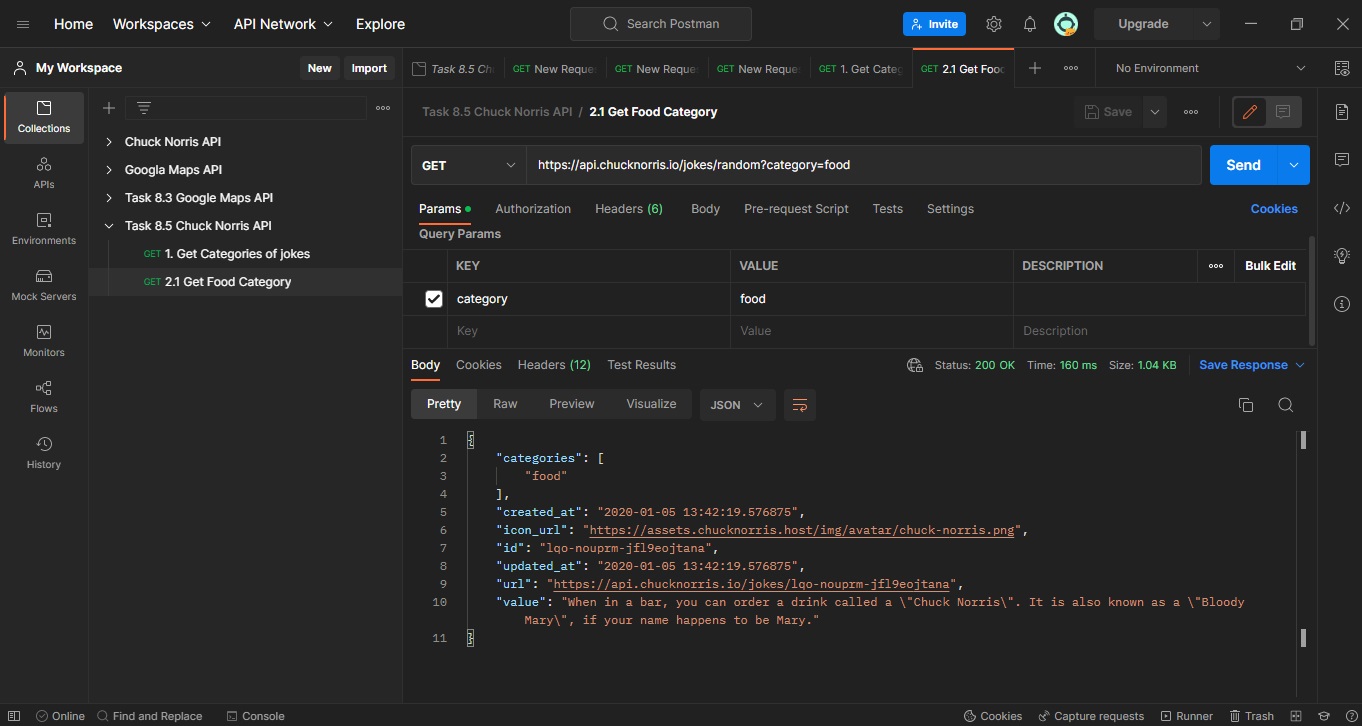 Home Workspaces API Network Explore Search Postman Invite Upgrade
My Workspace New Import Task 8.5 Ch GET New Reque GET New Reque GET New Reque GET 1. Get Categ GET 2.1 Get Food No Environment
Collections
APIs
Environments
Mock Servers
Monitors
Flows
History
Chuck Norris API
Googla Maps API
Task 8.3 Google Maps API
Task 8.5 Chuck Norris API
GET 1. Get Categories of jokes
GET 2.1 Get Food Category
Task 8.5 Chuck Norris API / 2.1 Get Food Category Save
GET https://api.chucknorris.io/jokes/random?category=food Send
Params Authorization Headers (6) Body Pre-request Script Tests Settings Cookies
Query Params
KEY VALUE DESCRIPTION Bulk Edit
category food
Key Value Description
Body Cookies Headers (12) Test Results Status: 200 OK Time: 160 ms Size: 1.04 KB Save Response
Pretty Raw Preview Visualize JSON
1 {
2 "categories": [
3 "food"
4 ],
5 "created_at": "2020-01-05 13:42:19.576875",
6 "icon_url": "https://assets.chucknorris.host/img/avatar/chuck-norris.png",
7 "id": "lqo-nouprm-jfl9eojtana",
8 "updated_at": "2020-01-05 13:42:19.576875",
9 "url": "https://api.chucknorris.io/jokes/lqo-nouprm-jfl9eojtana",
10 "value": "When in a bar, you can order a drink called a \"Chuck Norris\". It is also known as a \"Bloody
Mary\", if your name happens to be Mary."
11 }
Online Find and Replace Console Cookies Capture requests Runner Trash